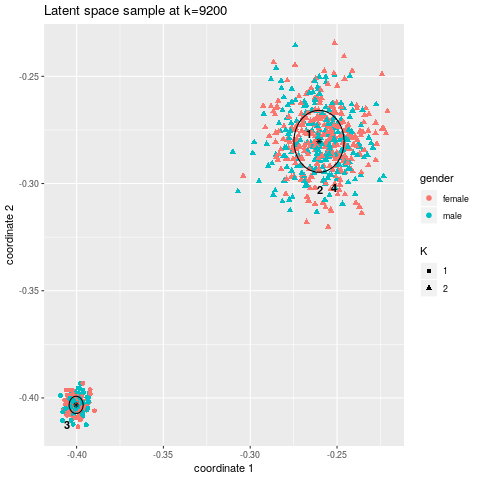 Latent space sample at k=9200
coordinate 2
-0.25
-0.30
-0.35
-0.40
1
2
4
3
-0.40
-0.35
-0.30
-0.25
coordinate 1
gender
female
male
K
1
2